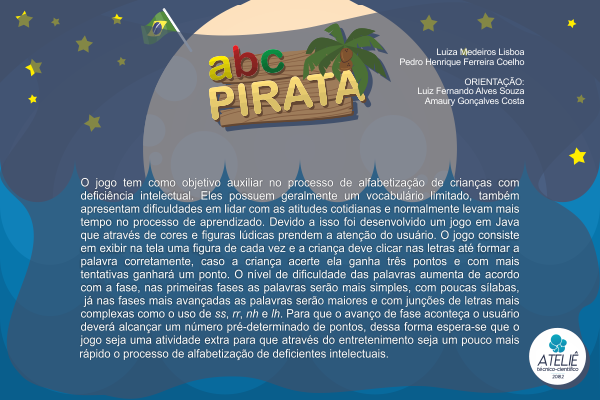 abc
PIRATA
Luiza Medeiros Lisboa
Pedro Henrique Ferreira Coelho
ORIENTAÇÃO:
Luiz Fernando Alves Souza
Amaury Gonçalves Costa
O jogo tem como objetivo auxiliar no processo de alfabetização de crianças com
deficiência intelectual. Eles possuem geralmente um vocabulário limitado, também
apresentam dificuldades em lidar com as atitudes cotidianas e normalmente levam mais
tempo no processo de aprendizado. Devido a isso foi desenvolvido um jogo em Java
que através de cores e figuras lúdicas prendem a atenção do usuário. O jogo consiste
em exibir na tela uma figura de cada vez e a criança deve clicar nas letras até formar a
palavra corretamente, caso a criança acerte ela ganha três pontos e com mais
tentativas ganhará um ponto. O nível de dificuldade das palavras aumenta de acordo
com a fase, nas primeiras fases as palavras serão mais simples, com poucas sílabas,
já nas fases mais avançadas as palavras serão maiores e com junções de letras mais
complexas como o uso de ss, rr, nh e lh. Para que o avanço de fase aconteça o usuário
deverá alcançar um número pré-determinado de pontos, dessa forma espera-se que o
jogo seja uma atividade extra para que através do entretenimento seja um pouco mais
rápido o processo de alfabetização de deficientes intelectuais.
ATELIÊ
técnico-científico
2018.2